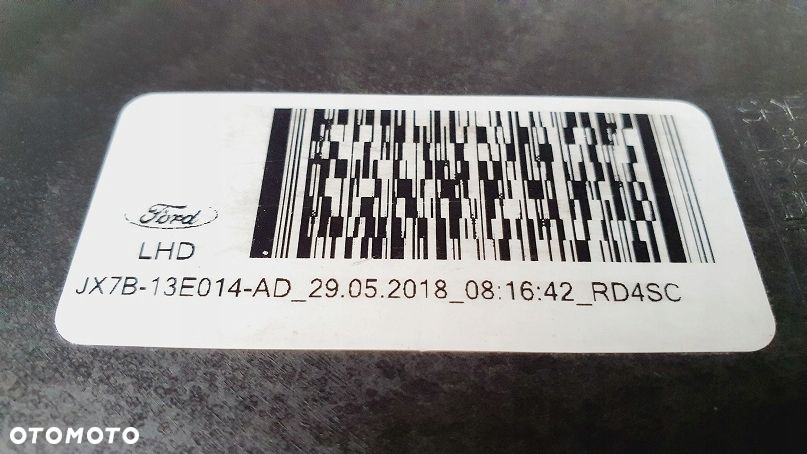 Ford
LHD
JX7B-13E014-AD_29.05.2018_08:16:42_RD4SC
OTOMOTO